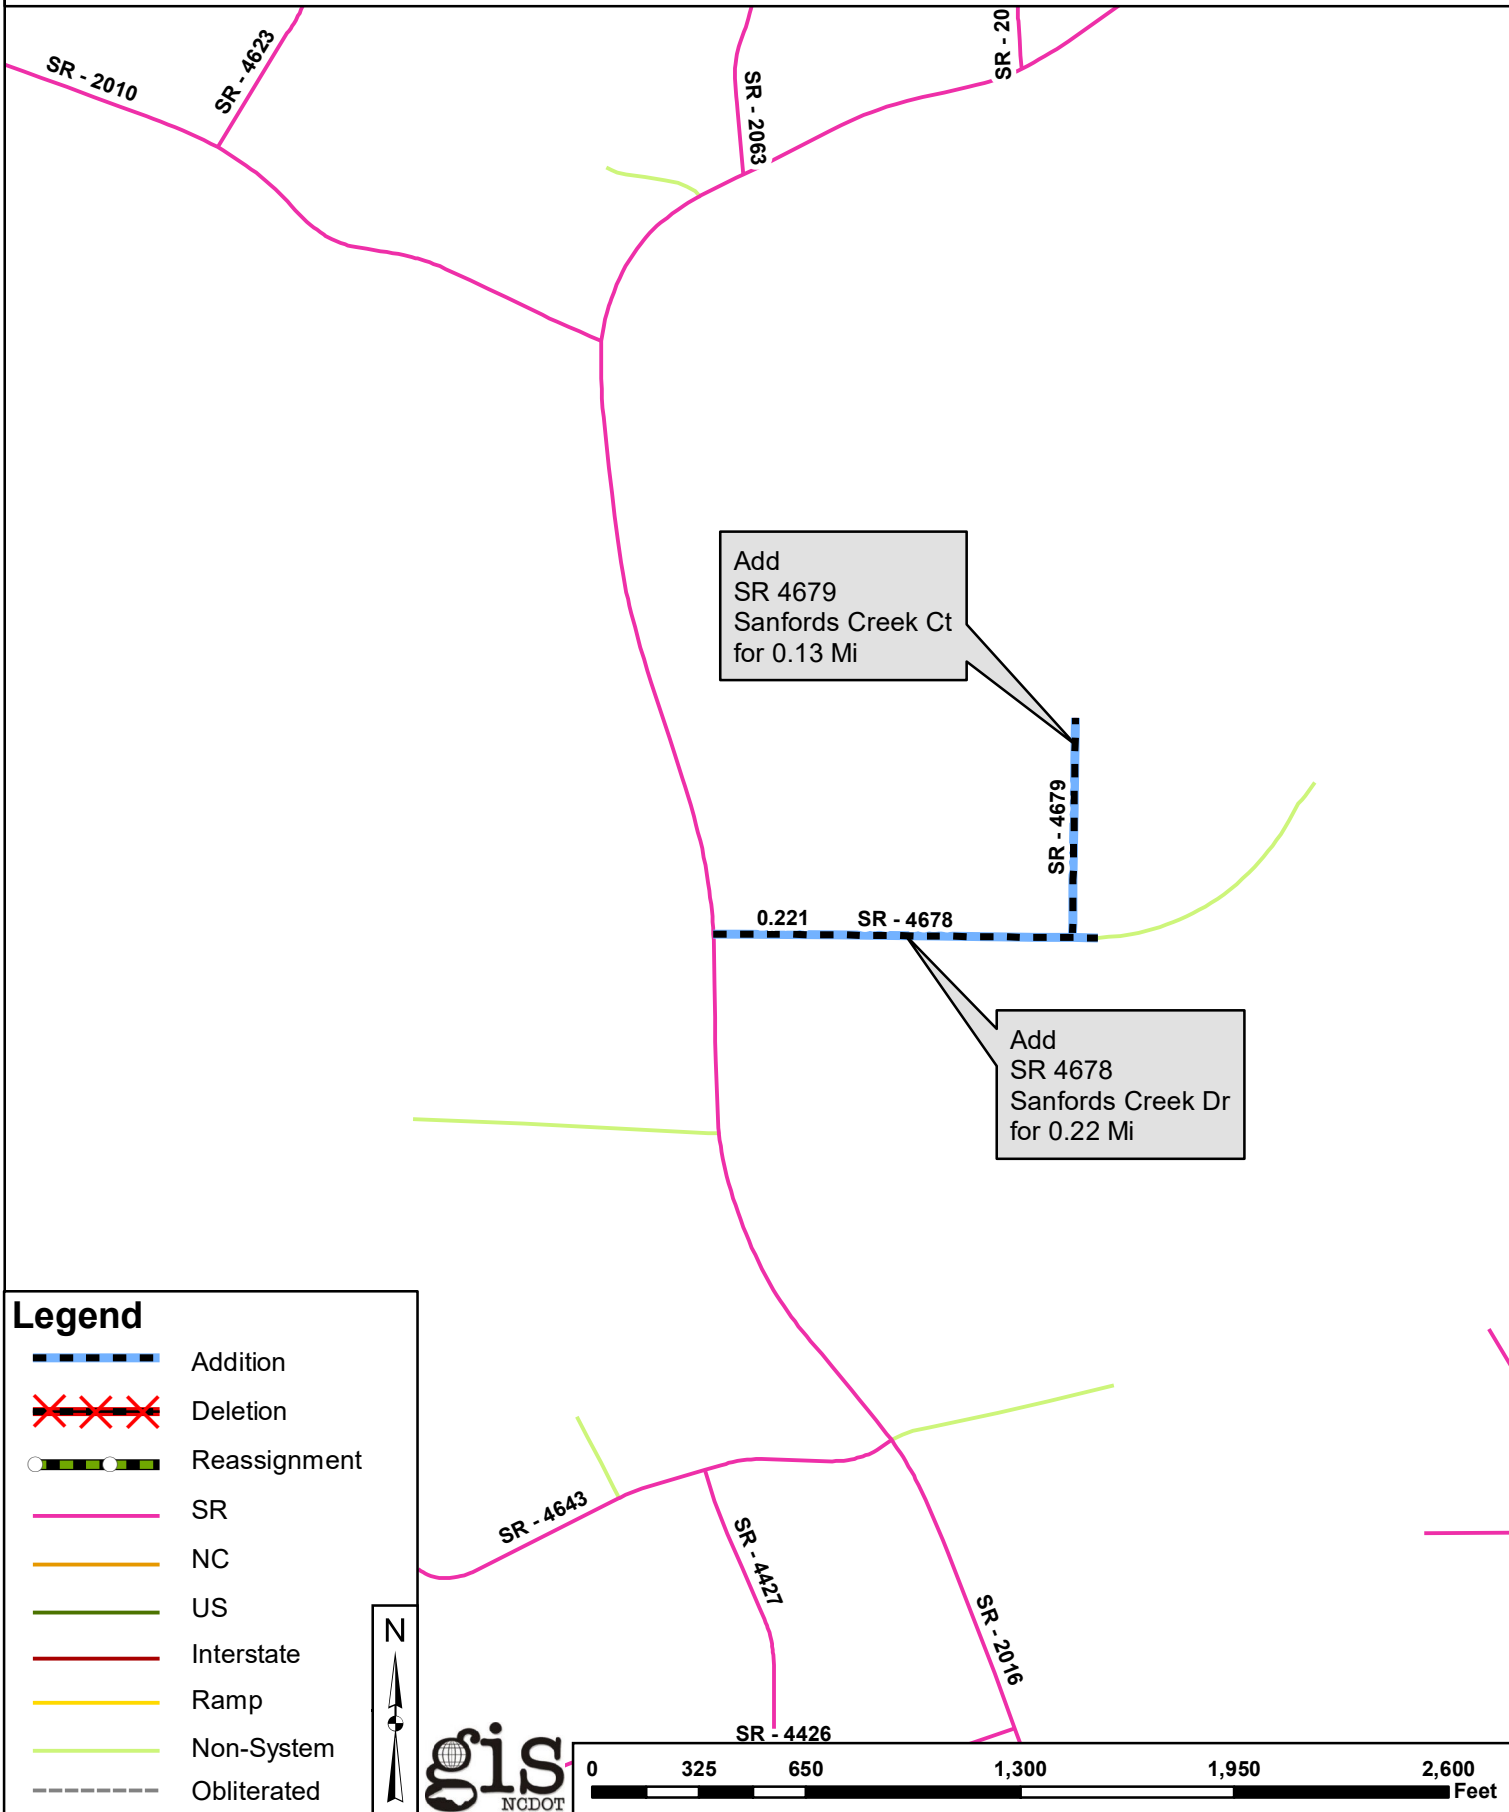 SR - 2010
SR - 4623
SR - 2063
SR - 20
Add
SR 4679
Sanfords Creek Ct
for 0.13 Mi
SR - 4679
0.221
SR - 4678
Add
SR 4678
Sanfords Creek Dr
for 0.22 Mi
SR - 4643
SR - 4427
SR - 2016
SR - 4426
Legend
Addition
Deletion
Reassignment
SR
NC
US
Interstate
Ramp
Non-System
Obliterated
N
gis
NCDOT
0 325 650 1,300 1,950 2,600
Feet